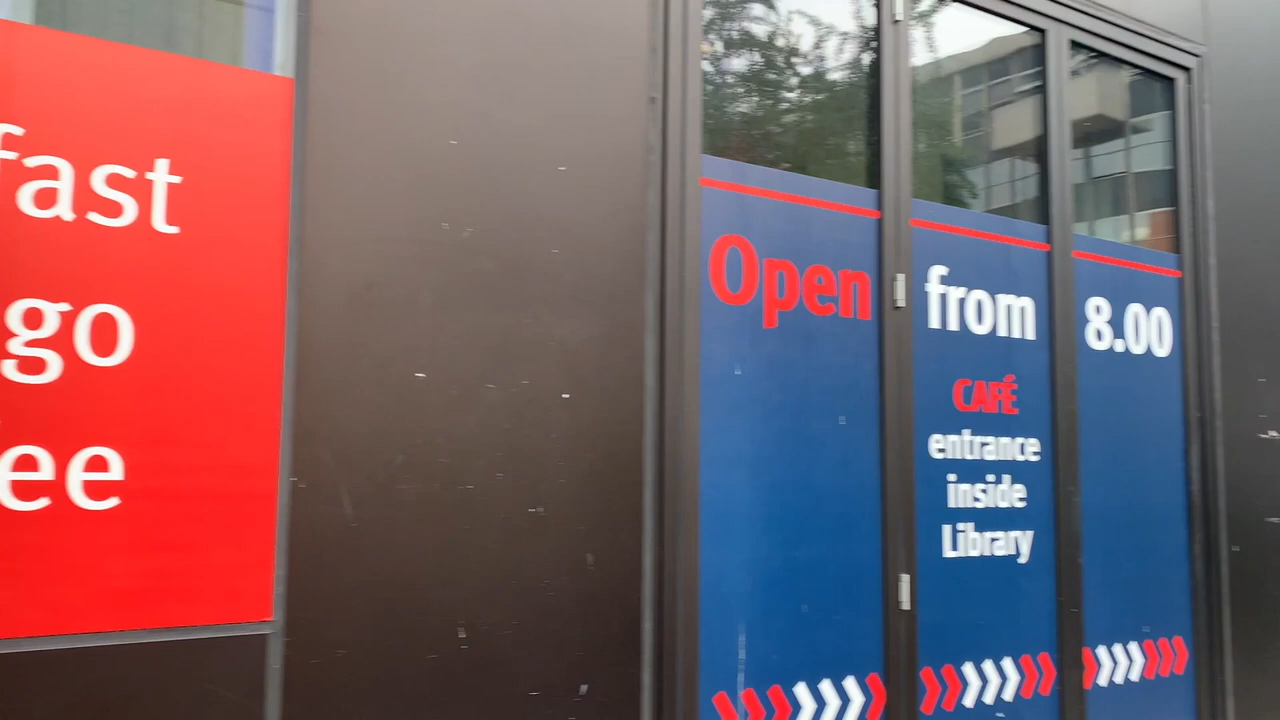 fast
go
ee
Open from 8.00
CAFÉ
entrance
inside
Library